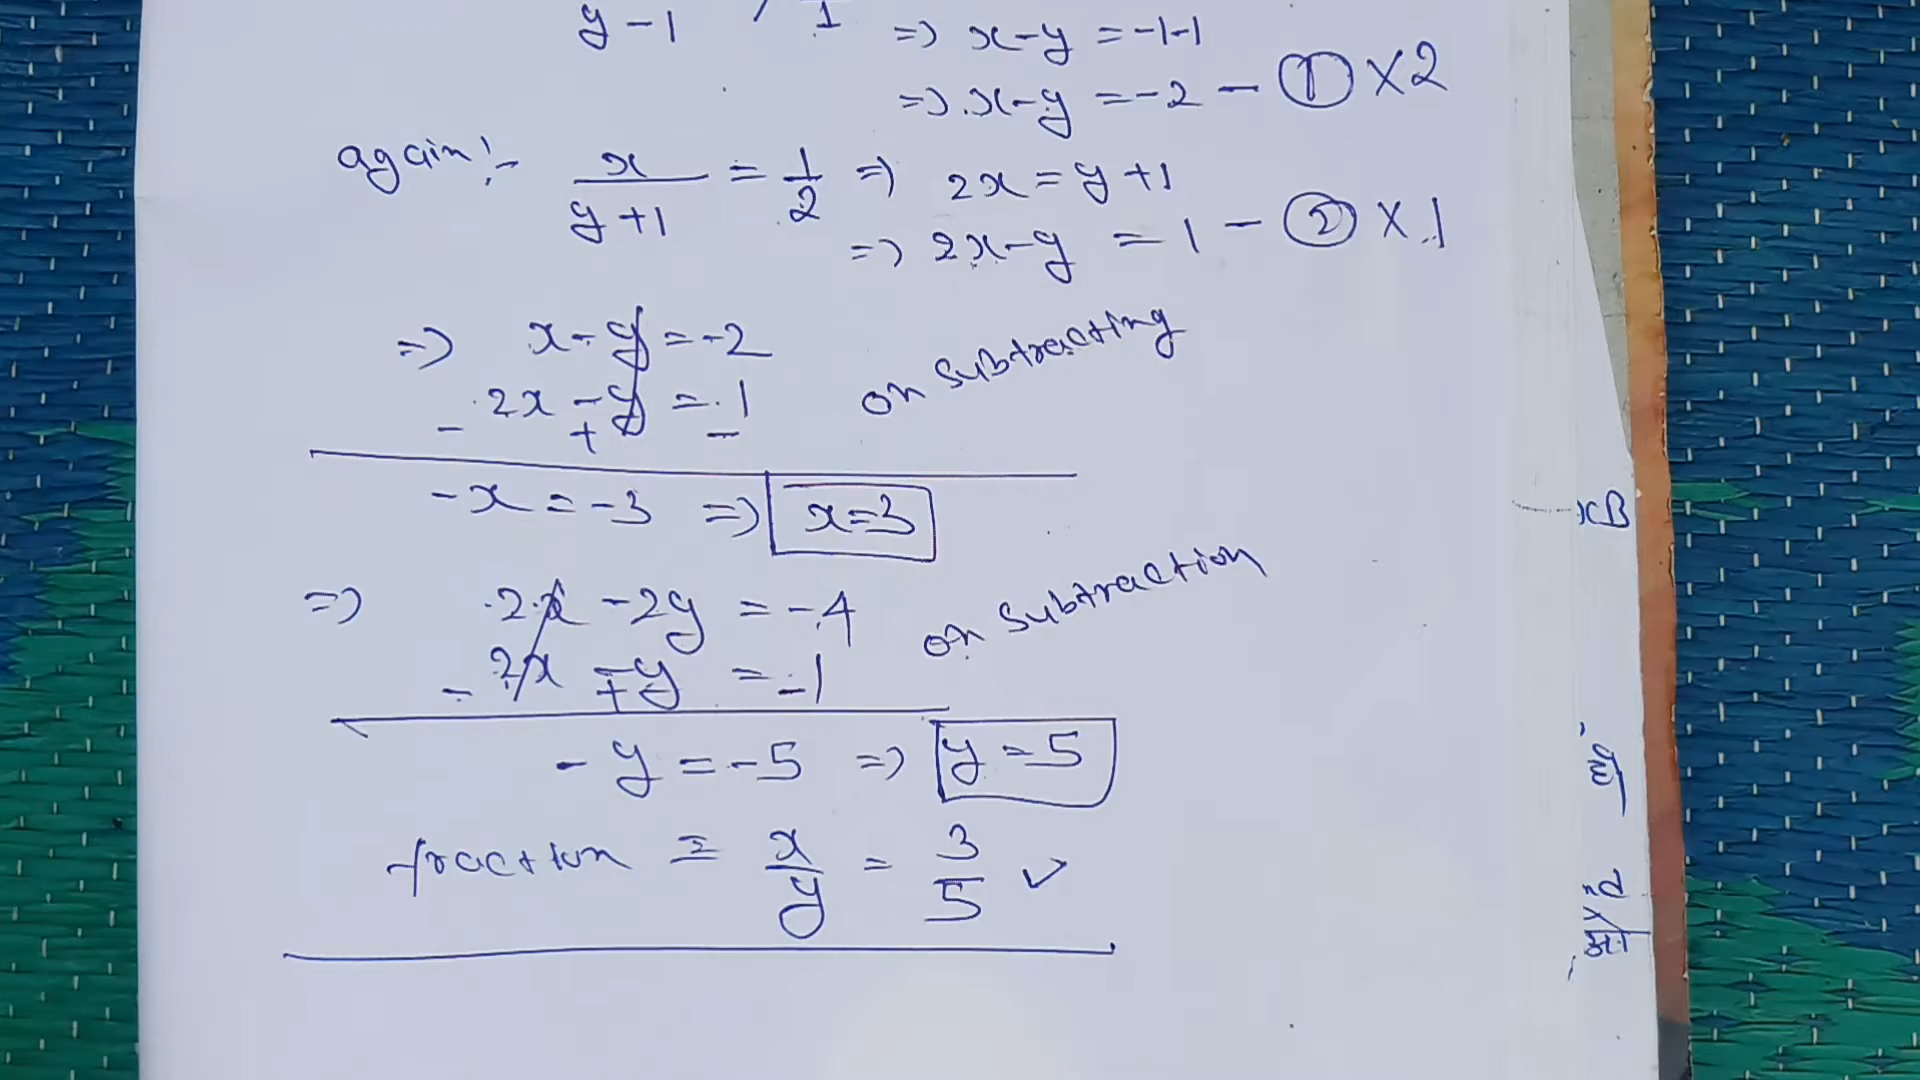 y-1 / 1 => x-y = -1-1
=> x-y = -2 - ① ×2
again:- x/(y+1) = 1/2 => 2x = y+1
=> 2x-y = 1 - ② ×1
=> x-y = -2
2x-y = 1 on subtracting
- + -
-x = -3 => x=3
=> 2x-2y = -4
- 2x -y = 1 on subtraction
+ -
-y = -5 => y=5
fraction = x/y = 3/5 ✓